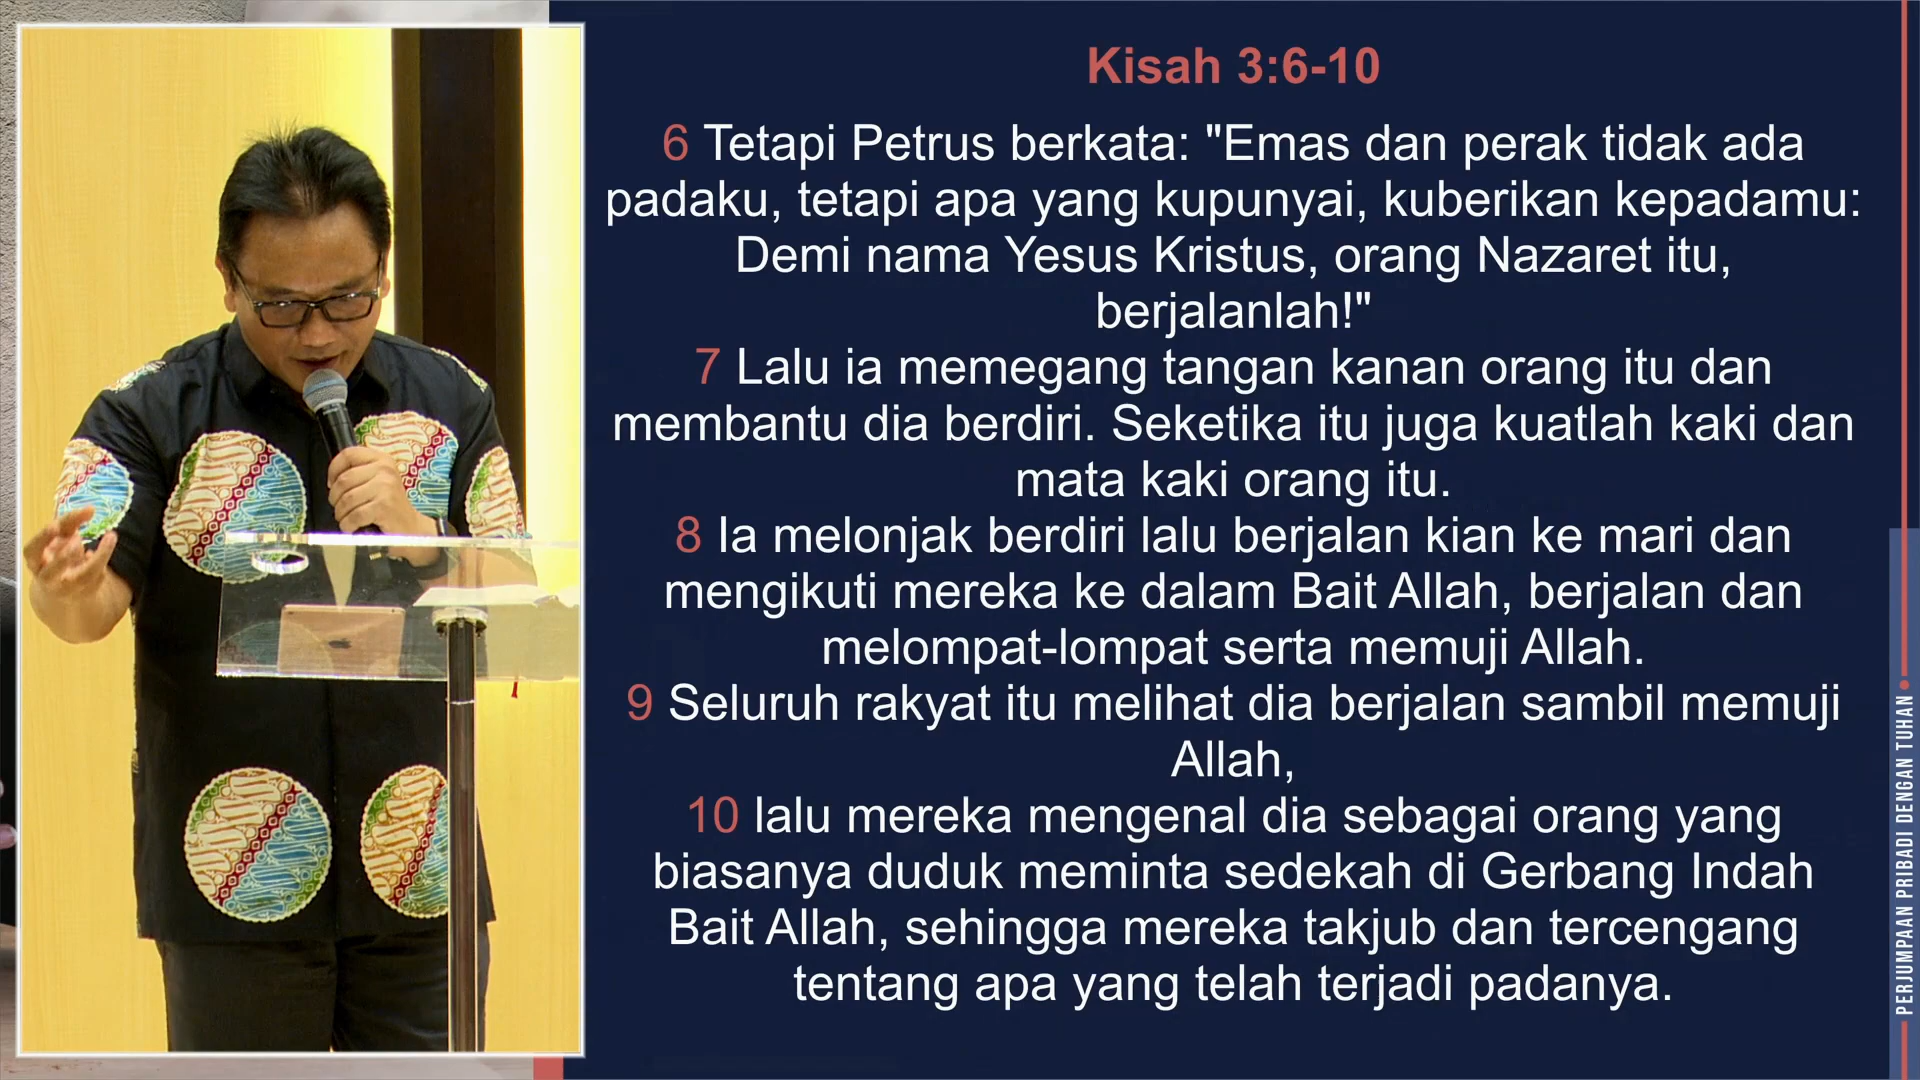 Kisah 3:6-10
6 Tetapi Petrus berkata: "Emas dan perak tidak ada
padaku, tetapi apa yang kupunyai, kuberikan kepadamu:
Demi nama Yesus Kristus, orang Nazaret itu,
berjalanlah!"
7 Lalu ia memegang tangan kanan orang itu dan
membantu dia berdiri. Seketika itu juga kuatlah kaki dan
mata kaki orang itu.
8 Ia melonjak berdiri lalu berjalan kian ke mari dan
mengikuti mereka ke dalam Bait Allah, berjalan dan
melompat-lompat serta memuji Allah.
9 Seluruh rakyat itu melihat dia berjalan sambil memuji
Allah,
10 lalu mereka mengenal dia sebagai orang yang
biasanya duduk meminta sedekah di Gerbang Indah
Bait Allah, sehingga mereka takjub dan tercengang
tentang apa yang telah terjadi padanya.
PERJUMPAAN PRIBADI DENGAN TUHAN